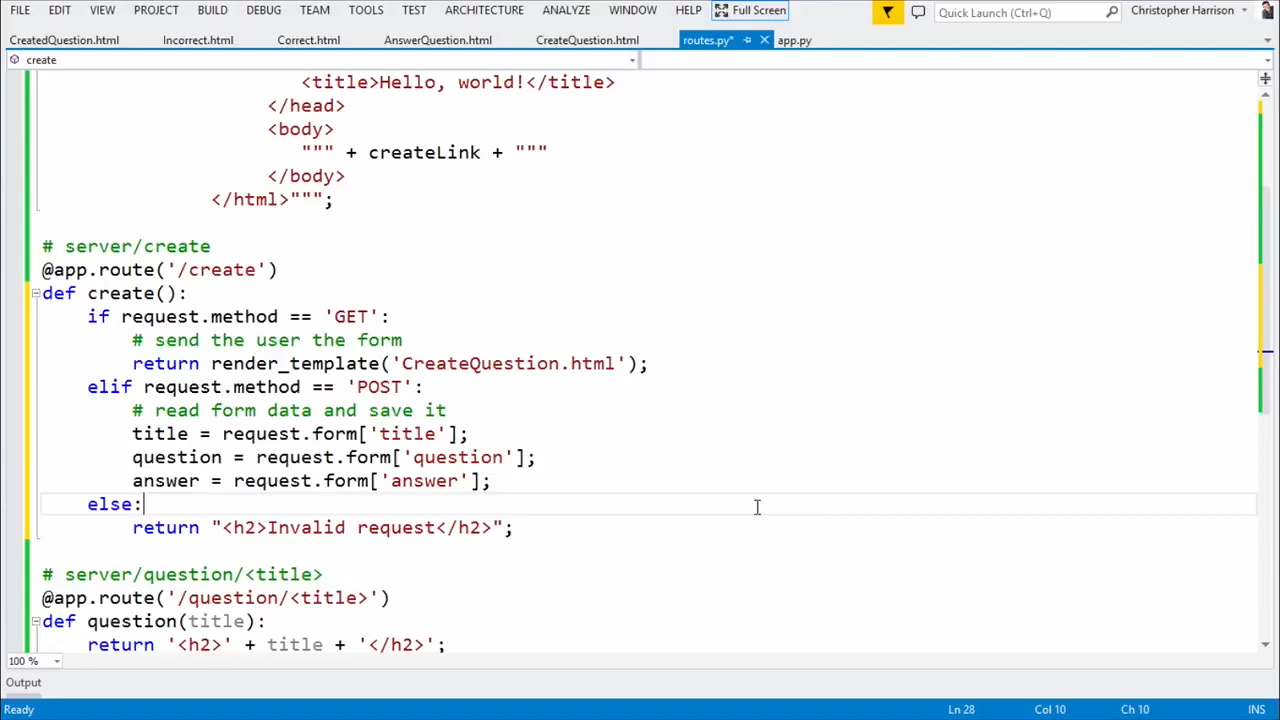 FILE EDIT VIEW PROJECT BUILD DEBUG TEAM TOOLS TEST ARCHITECTURE ANALYZE WINDOW HELP Full Screen Quick Launch (Ctrl+Q) Christopher Harrison
CreatedQuestion.html Incorrect.html Correct.html AnswerQuestion.html CreateQuestion.html routes.py* app.py
create
<title>Hello, world!</title>
</head>
<body>
""" + createLink + """
</body>
</html>""";
# server/create
@app.route('/create')
def create():
if request.method == 'GET':
# send the user the form
return render_template('CreateQuestion.html');
elif request.method == 'POST':
# read form data and save it
title = request.form['title'];
question = request.form['question'];
answer = request.form['answer'];
else:
return "<h2>Invalid request</h2>";
# server/question/<title>
@app.route('/question/<title>')
def question(title):
return '<h2>' + title + '</h2>';
100 %
Output
Ready Ln 28 Col 10 Ch 10 INS